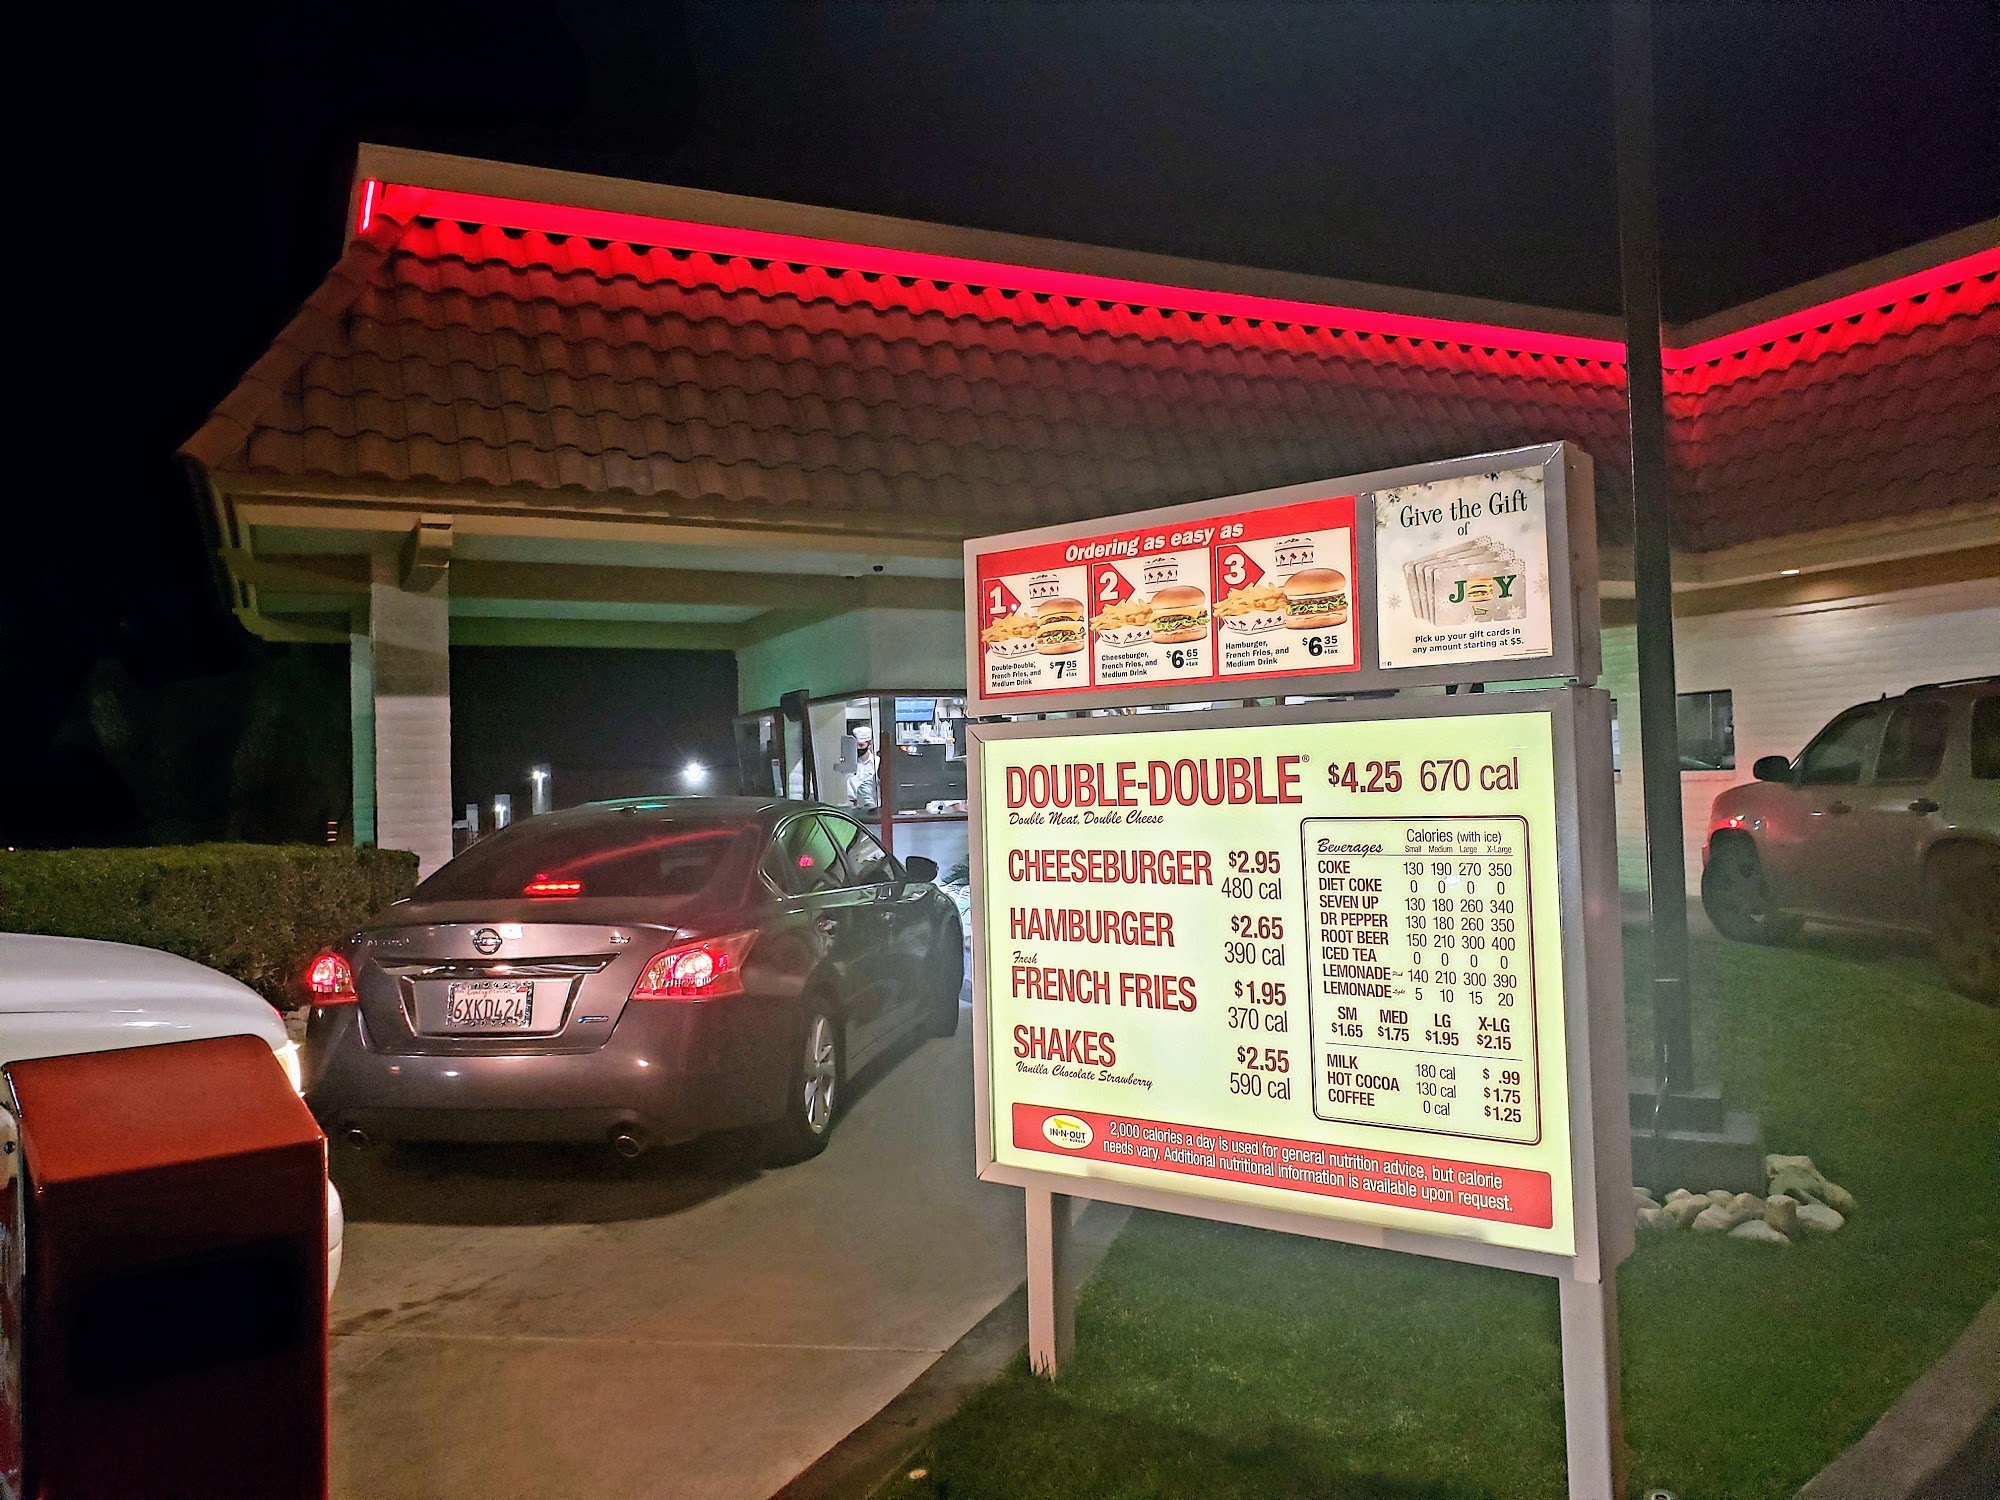 Ordering as easy as
1
Double-Double,
French Fries, and
Medium Drink
$7 95
+tax
2
Cheeseburger,
French Fries, and
Medium Drink
$6 65
+tax
3
Hamburger,
French Fries, and
Medium Drink
$6 35
+tax
Give the Gift
of
J Y
Pick up your gift cards in
any amount starting at $5.
DOUBLE-DOUBLE® $4.25 670 cal
Double Meat, Double Cheese
CHEESEBURGER $2.95
480 cal
HAMBURGER $2.65
390 cal
Fresh
FRENCH FRIES $1.95
370 cal
SHAKES $2.55
Vanilla Chocolate Strawberry 590 cal
Beverages Calories (with ice)
Small Medium Large X-Large
COKE 130 190 270 350
DIET COKE 0 0 0 0
SEVEN UP 130 180 260 340
DR PEPPER 130 180 260 350
ROOT BEER 150 210 300 400
ICED TEA 0 0 0 0
LEMONADE 140 210 300 390
LEMONADE Light 5 10 15 20
SM MED LG X-LG
$1.65 $1.75 $1.95 $2.15
MILK 180 cal $ .99
HOT COCOA 130 cal $1.75
COFFEE 0 cal $1.25
IN-N-OUT
BURGER
2,000 calories a day is used for general nutrition advice, but calorie
needs vary. Additional nutritional information is available upon request.
California
6XKD424